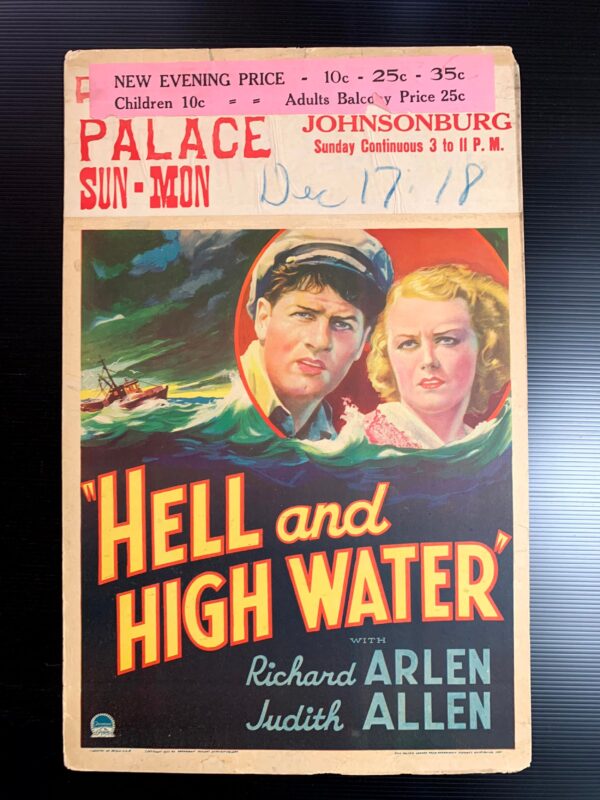 NEW EVENING PRICE - 10c - 25c - 35c
Children 10c = = Adults Balcony Price 25c
PALACE
JOHNSONBURG
Sunday Continuous 3 to 11 P. M.
SUN - MON
Dec 17. 18
"HELL and
HIGH WATER"
WITH
Richard ARLEN
Judith ALLEN